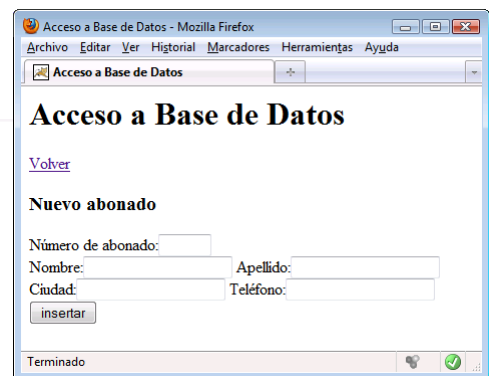 Acceso a Base de Datos - Mozilla Firefox
Archivo Editar Ver Historial Marcadores Herramientas Ayuda
Acceso a Base de Datos
Acceso a Base de Datos
Volver
Nuevo abonado
Número de abonado:
Nombre: Apellido:
Ciudad: Teléfono:
insertar
Terminado